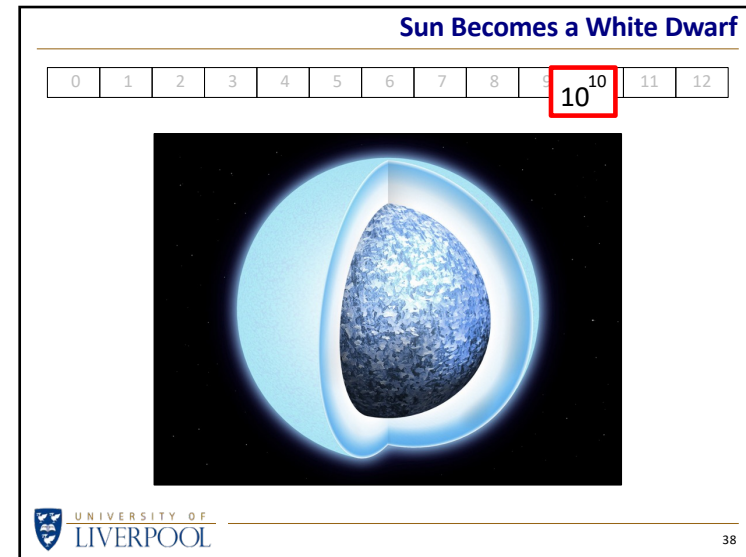 Sun Becomes a White Dwarf
0 1 2 3 4 5 6 7 8 9 10^10 11 12
UNIVERSITY OF
LIVERPOOL
38